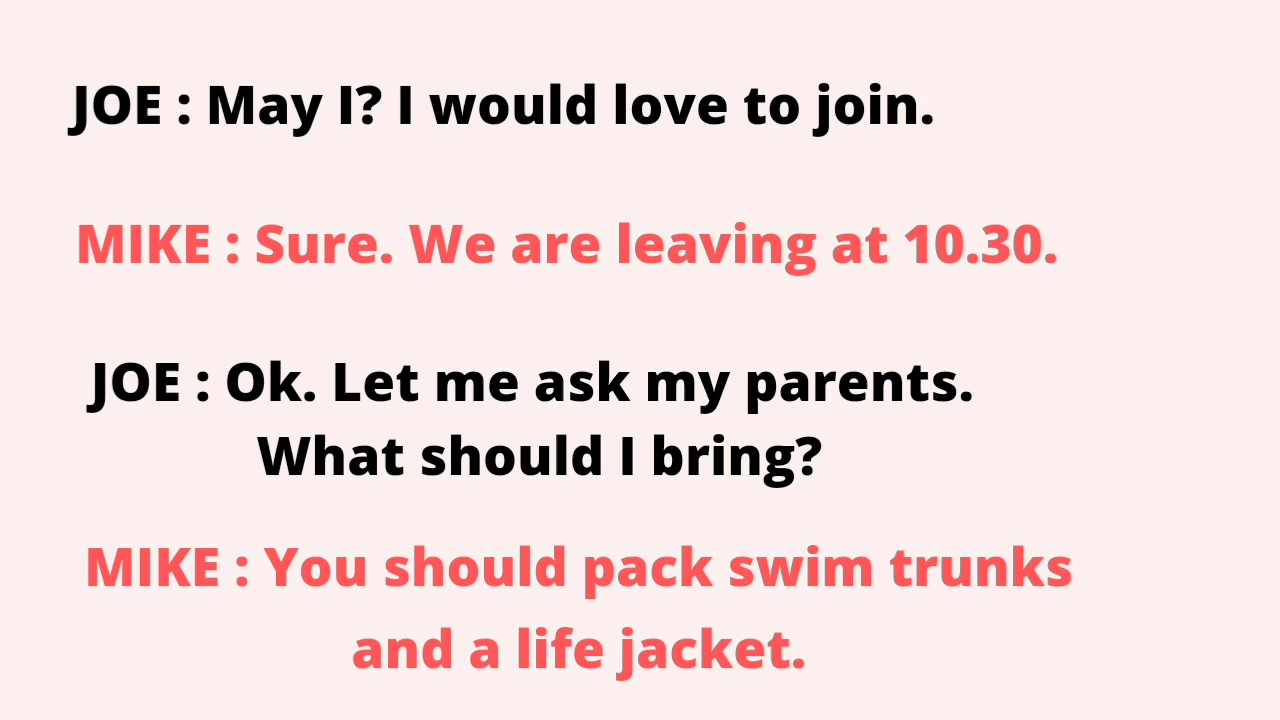 JOE : May I? I would love to join.
MIKE : Sure. We are leaving at 10.30.
JOE : Ok. Let me ask my parents.
What should I bring?
MIKE : You should pack swim trunks
and a life jacket.